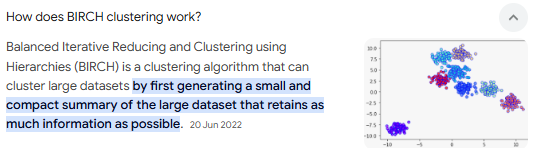 How does BIRCH clustering work?
Balanced Iterative Reducing and Clustering using
Hierarchies (BIRCH) is a clustering algorithm that can
cluster large datasets by first generating a small and
compact summary of the large dataset that retains as
much information as possible. 20 Jun 2022
10.0
7.5
5.0
2.5
0.0
−2.5
−5.0
−7.5
−10.0
−10 −5 0 5 10